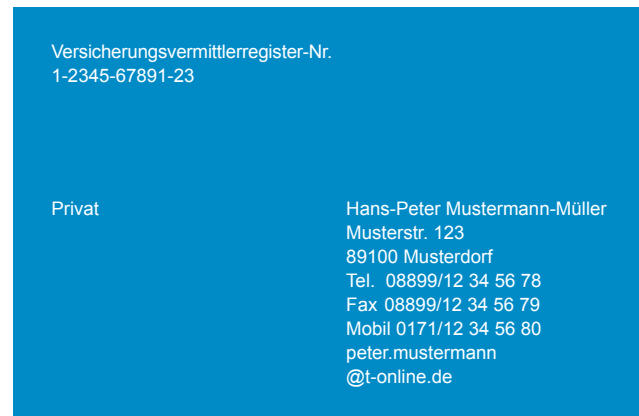 Versicherungsvermittlerregister-Nr.
1-2345-67891-23
Privat
Hans-Peter Mustermann-Müller
Musterstr. 123
89100 Musterdorf
Tel. 08899/12 34 56 78
Fax 08899/12 34 56 79
Mobil 0171/12 34 56 80
peter.mustermann
@t-online.de